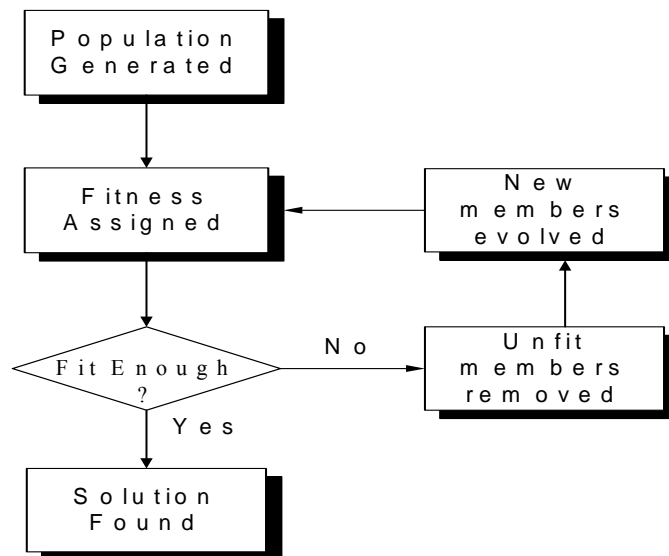 Population
Generated
Fitness
Assigned
New
members
evolved
Fit Enough
?
No
Unfit
members
removed
Yes
Solution
Found